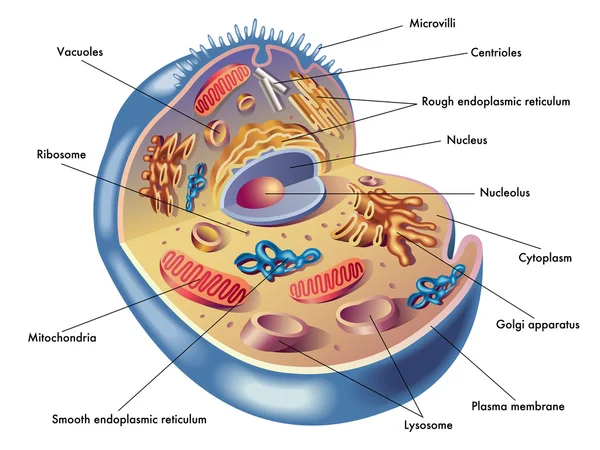 Microvilli
Vacuoles
Centrioles
Rough endoplasmic reticulum
Nucleus
Ribosome
Nucleolus
Cytoplasm
Golgi apparatus
Mitochondria
Plasma membrane
Smooth endoplasmic reticulum
Lysosome